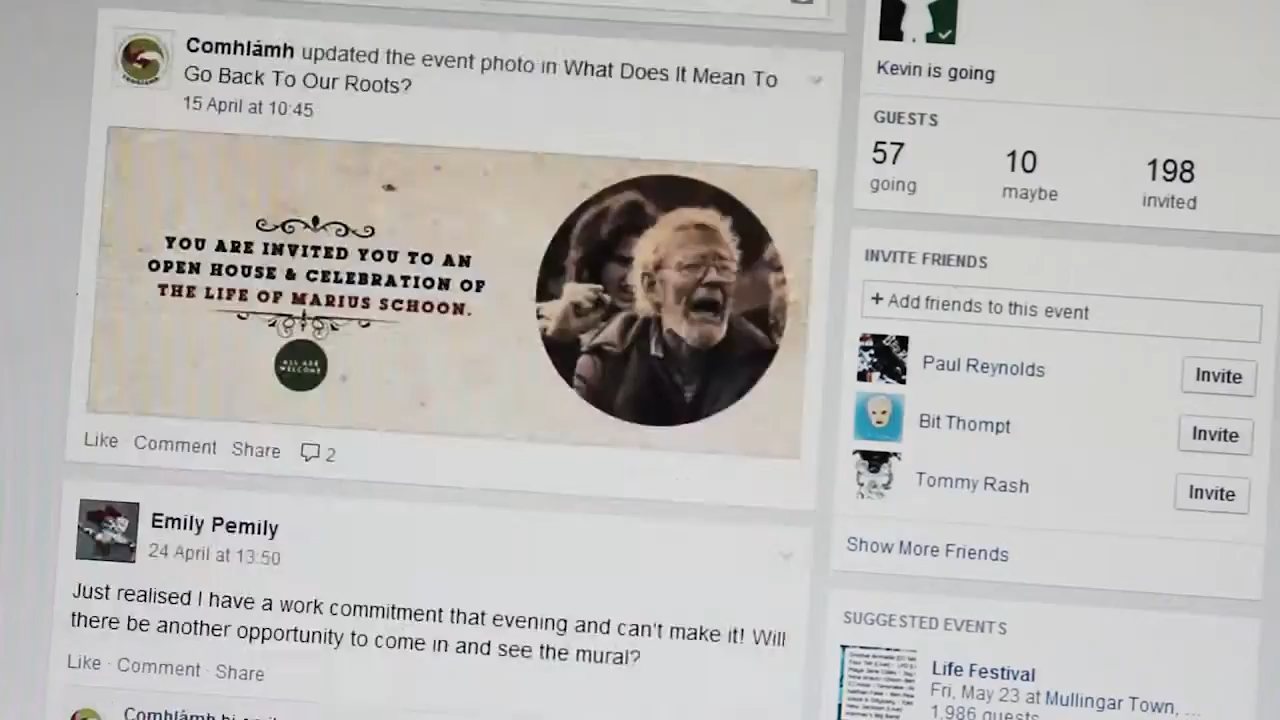 Comhlámh updated the event photo in What Does It Mean To
Go Back To Our Roots?
15 April at 10:45
YOU ARE INVITED YOU TO AN
OPEN HOUSE & CELEBRATION OF
THE LIFE OF MARIUS SCHOON.
ALL ARE
WELCOME
Like Comment Share 2
Emily Pemily
24 April at 13:50
Just realised I have a work commitment that evening and can't make it! Will
there be another opportunity to come in and see the mural?
Like · Comment · Share
Comhlámh hi
Kevin is going
GUESTS
57 10 198
going maybe invited
INVITE FRIENDS
+ Add friends to this event
Paul Reynolds Invite
Bit Thompt Invite
Tommy Rash Invite
Show More Friends
SUGGESTED EVENTS
Life Festival
Fri, May 23 at Mullingar Town, ...
1,986 guests